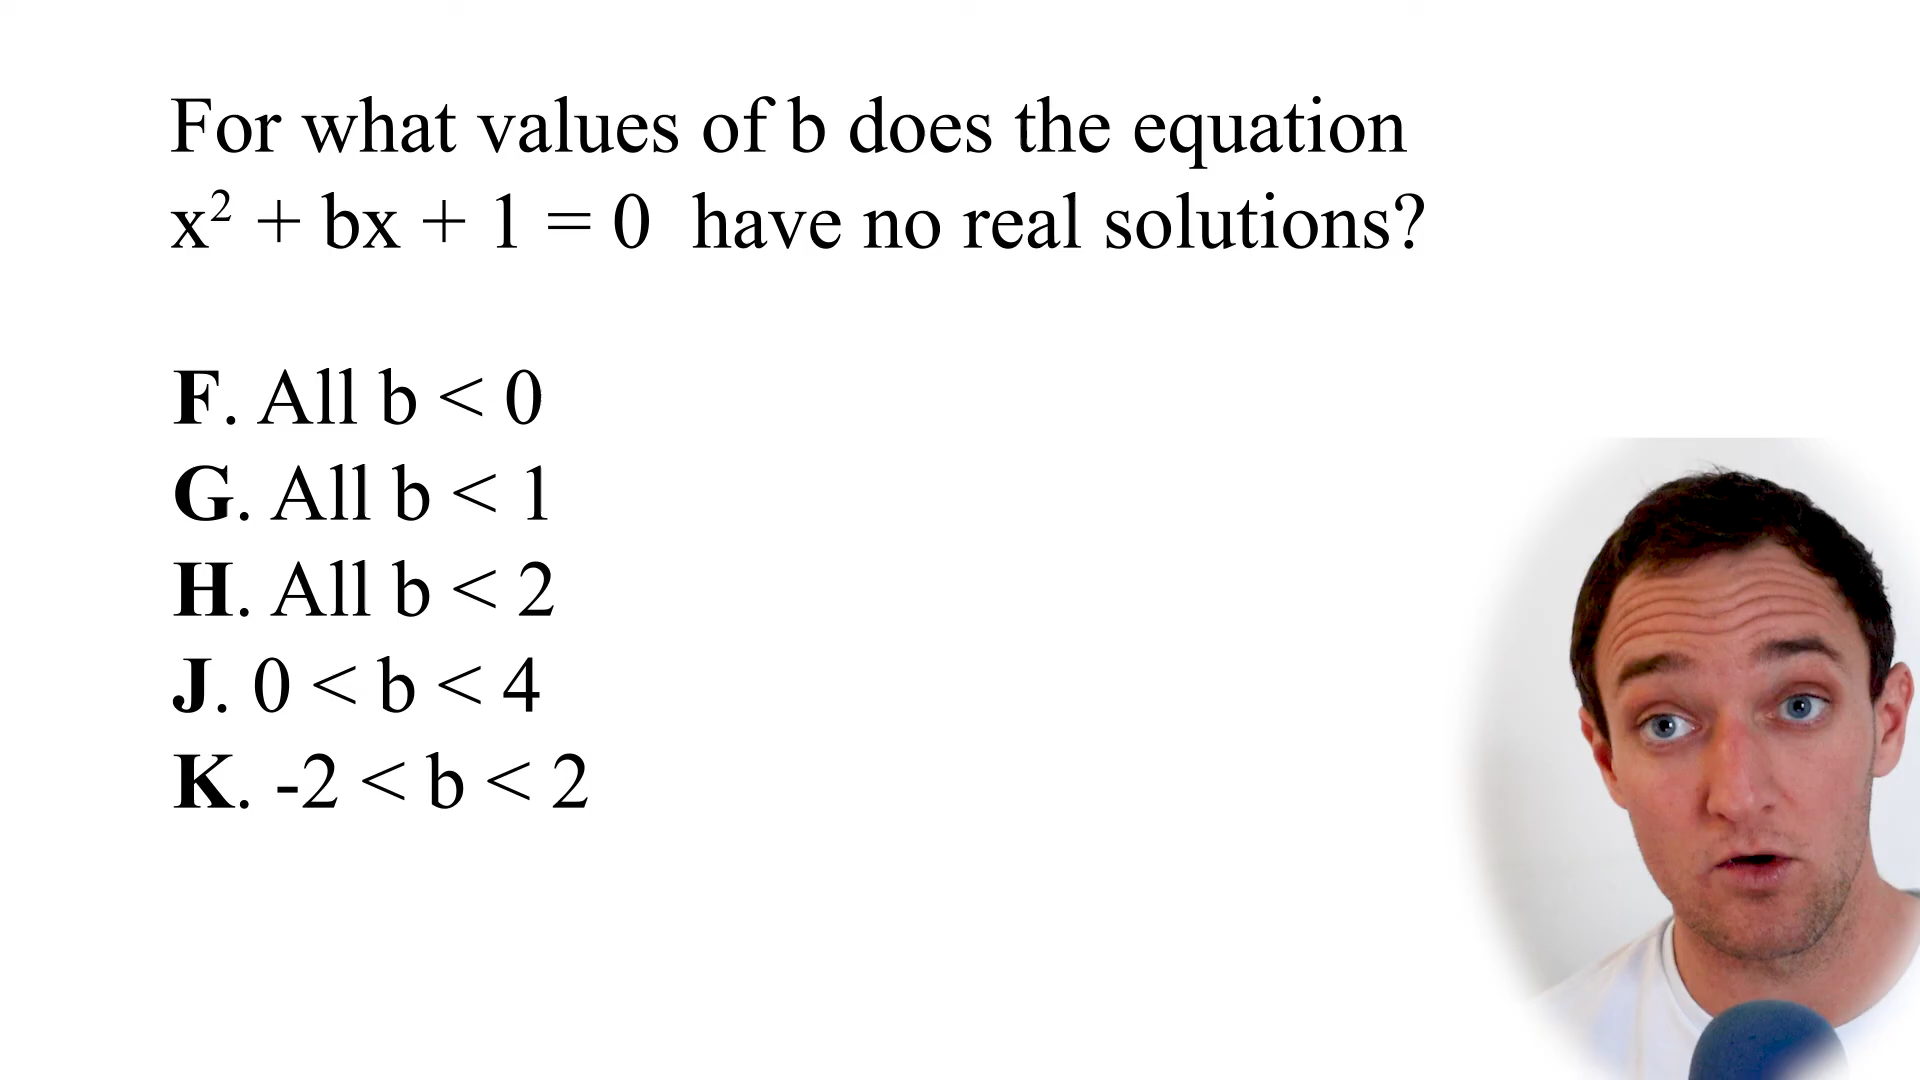 For what values of b does the equation
x² + bx + 1 = 0 have no real solutions?
F. All b < 0
G. All b < 1
H. All b < 2
J. 0 < b < 4
K. -2 < b < 2